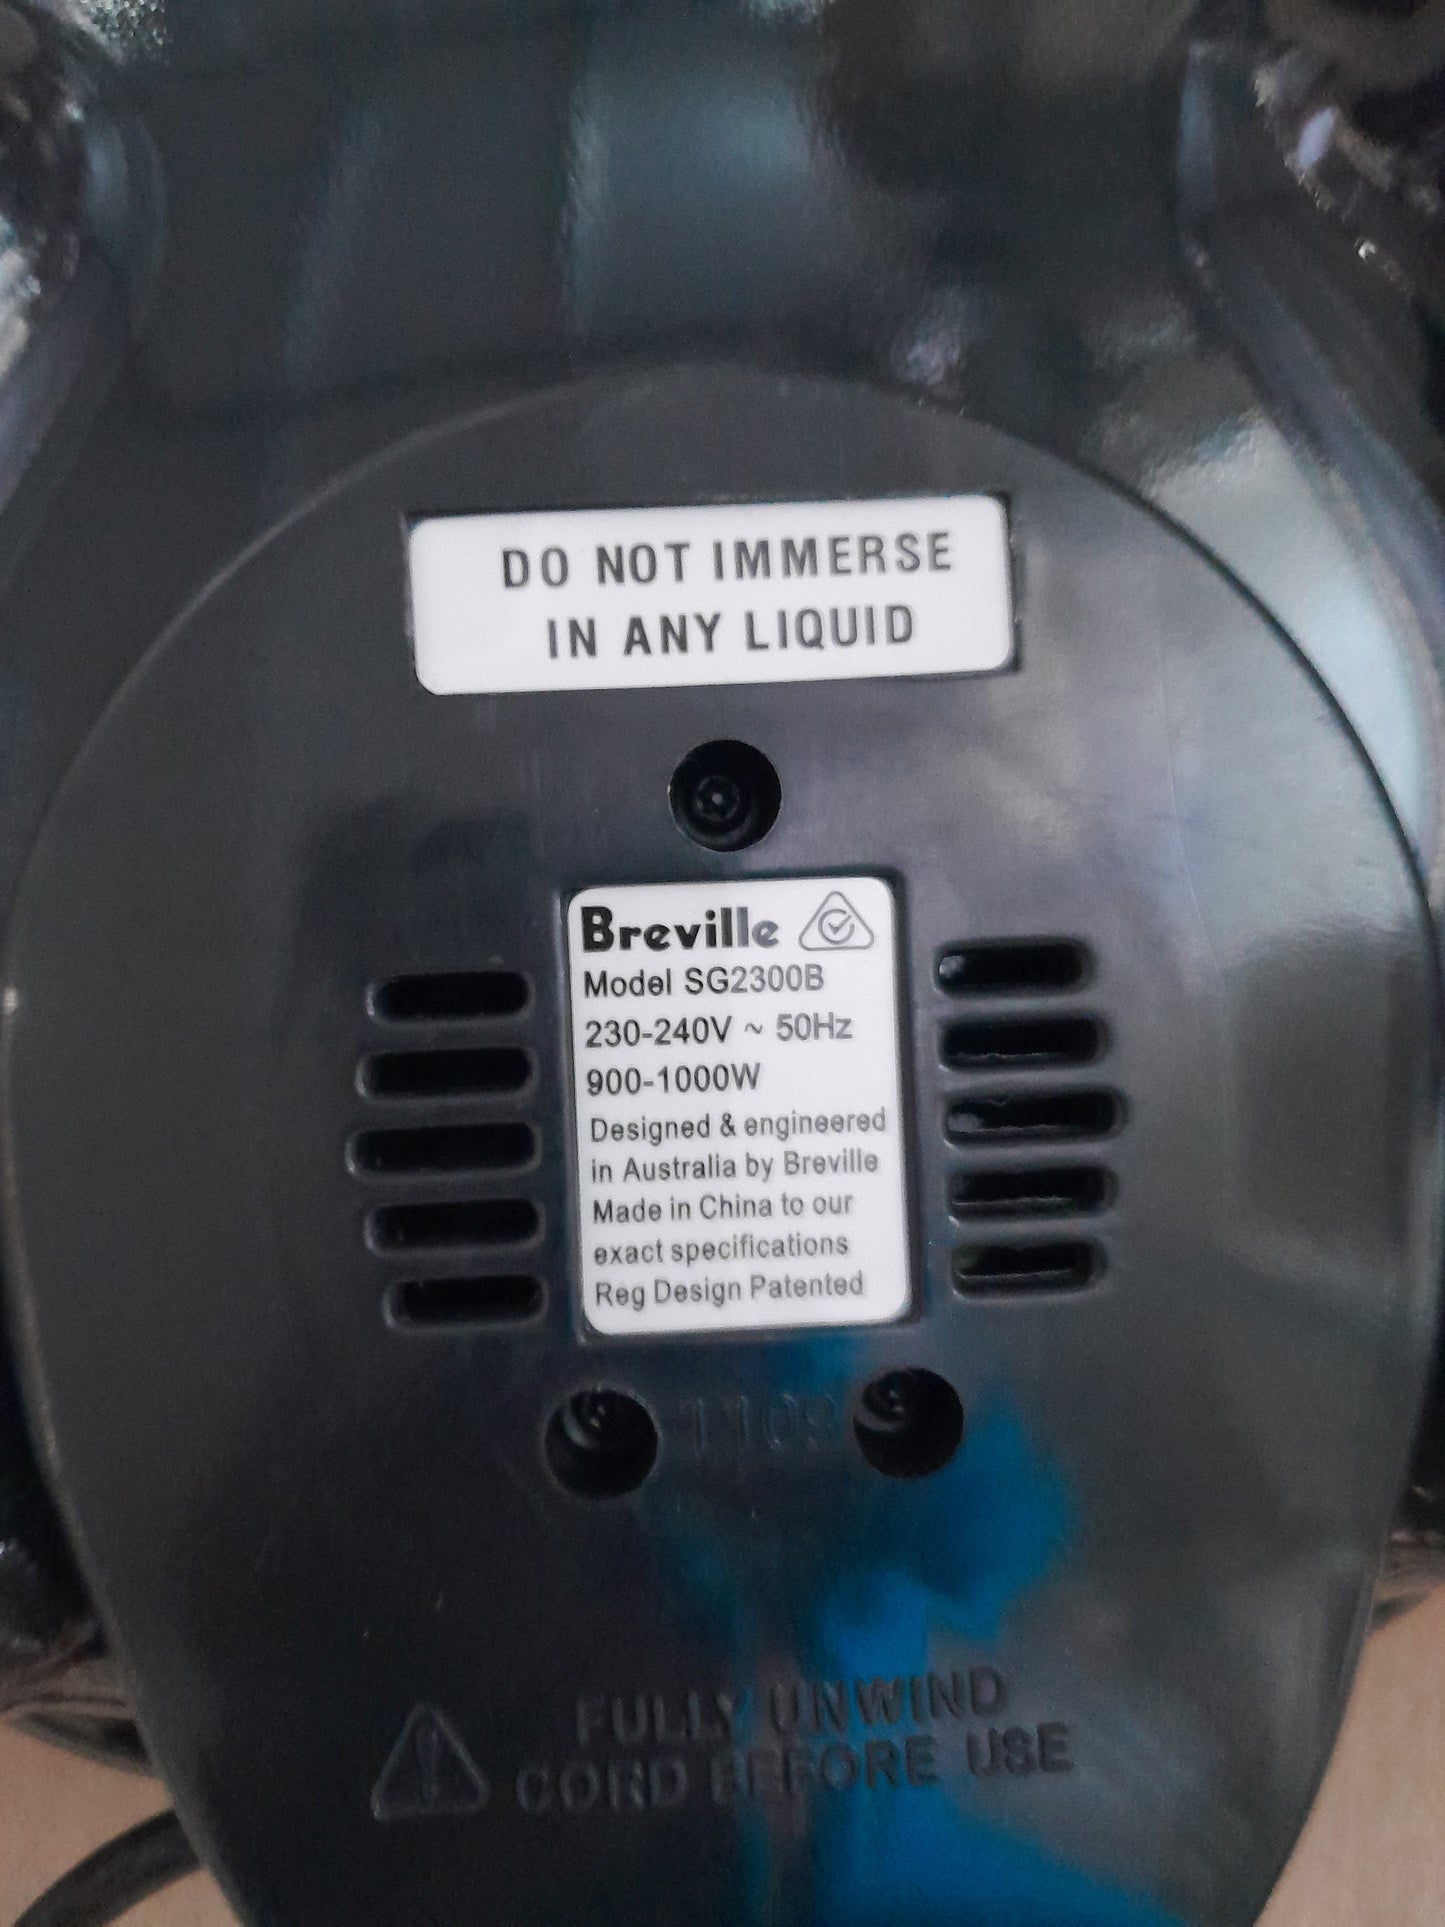 DO NOT IMMERSE
IN ANY LIQUID
Breville
Model SG2300B
230-240V ~ 50Hz
900-1000W
Designed & engineered
in Australia by Breville
Made in China to our
exact specifications
Reg Design Patented
FULLY UNWIND
CORD BEFORE USE